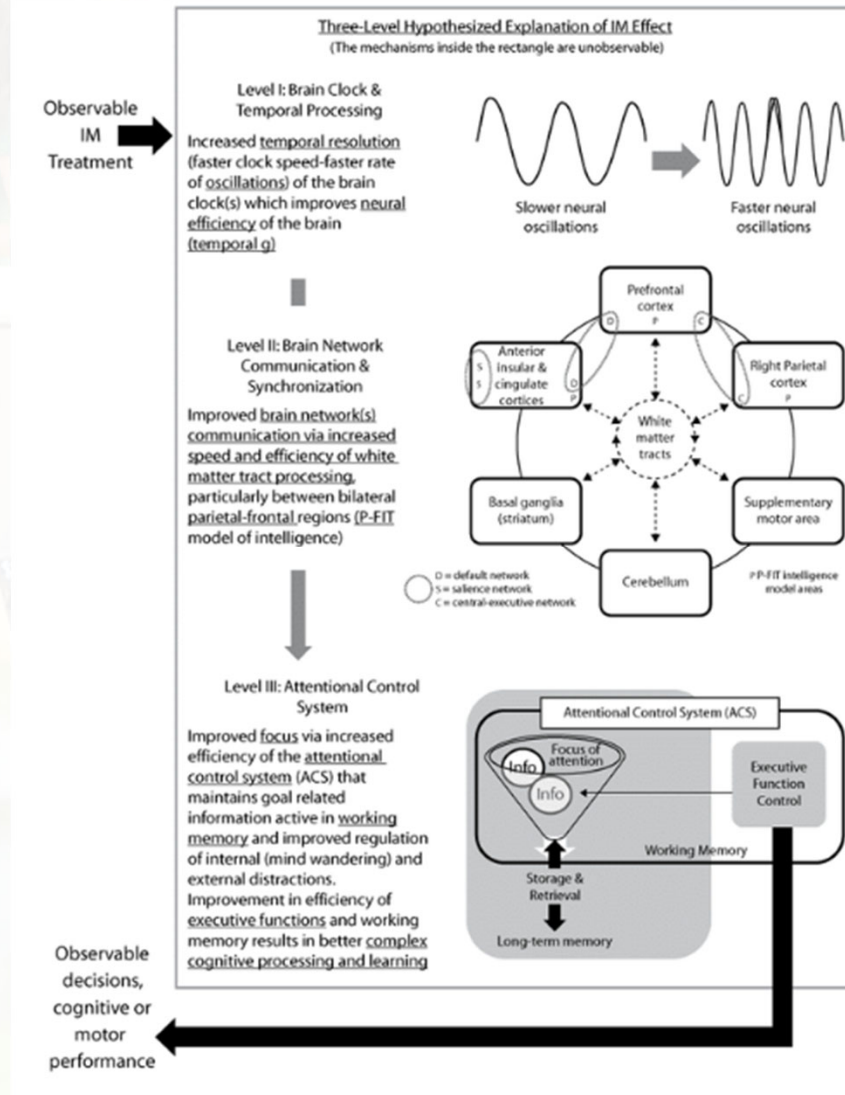 Three-Level Hypothesized Explanation of IM Effect
(The mechanisms inside the rectangle are unobservable)
Observable
IM
Treatment
Level I: Brain Clock &
Temporal Processing
Increased temporal resolution
(faster clock speed-faster rate
of oscillations) of the brain
clock(s) which improves neural
efficiency of the brain
(temporal g)
Slower neural
oscillations
Faster neural
oscillations
Level II: Brain Network
Communication &
Synchronization
Improved brain network(s)
communication via increased
speed and efficiency of white
matter tract processing,
particularly between bilateral
parietal-frontal regions (P-FIT
model of intelligence)
Prefrontal
cortex
D P C
Anterior
insular &
cingulate
cortices
S
S
D
P
Right Parietal
cortex
C P
White
matter
tracts
Basal ganglia
(striatum)
Supplementary
motor area
Cerebellum
D = default network
S = salience network
C = central-executive network
P P-FIT intelligence
model areas
Level III: Attentional Control
System
Improved focus via increased
efficiency of the attentional
control system (ACS) that
maintains goal related
information active in working
memory and improved regulation
of internal (mind wandering) and
external distractions.
Improvement in efficiency of
executive functions and working
memory results in better complex
cognitive processing and learning
Attentional Control System (ACS)
Focus of
attention
Info
Info
Executive
Function
Control
Working Memory
Storage &
Retrieval
Long-term memory
Observable
decisions,
cognitive or
motor
performance